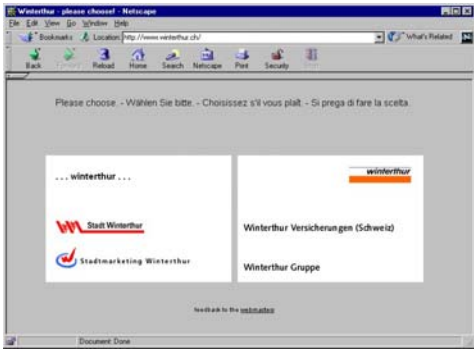 Winterthur - please choose! - Netscape
File Edit View Go Window Help
Bookmarks Location: http://www.winterthur.ch/ What's Related
Back Reload Home Search Netscape Print Security
Please choose. - Wählen Sie bitte. - Choisissez s'il vous plaît. - Si prega di fare la scelta.
. . . winterthur . . .
Stadt Winterthur
Stadtmarketing Winterthur
winterthur
Winterthur Versicherungen (Schweiz)
Winterthur Gruppe
feedback to the webmaster
Document: Done